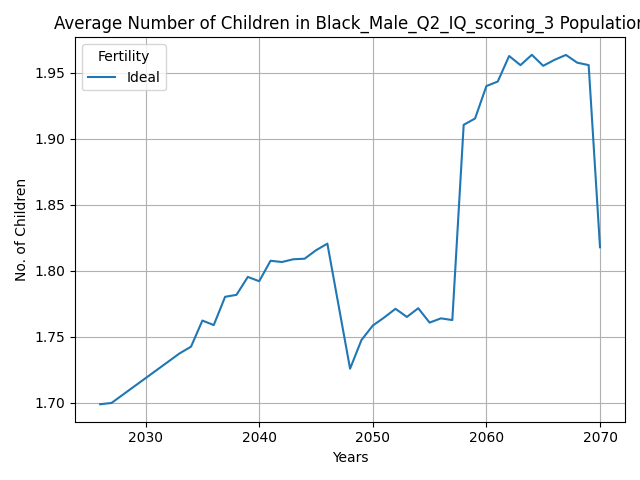 Average Number of Children in Black_Male_Q2_IQ_scoring_3 Population
Fertility
Ideal
1.95
1.90
1.85
1.80
1.75
1.70
No. of Children
2030 2040 2050 2060 2070
Years